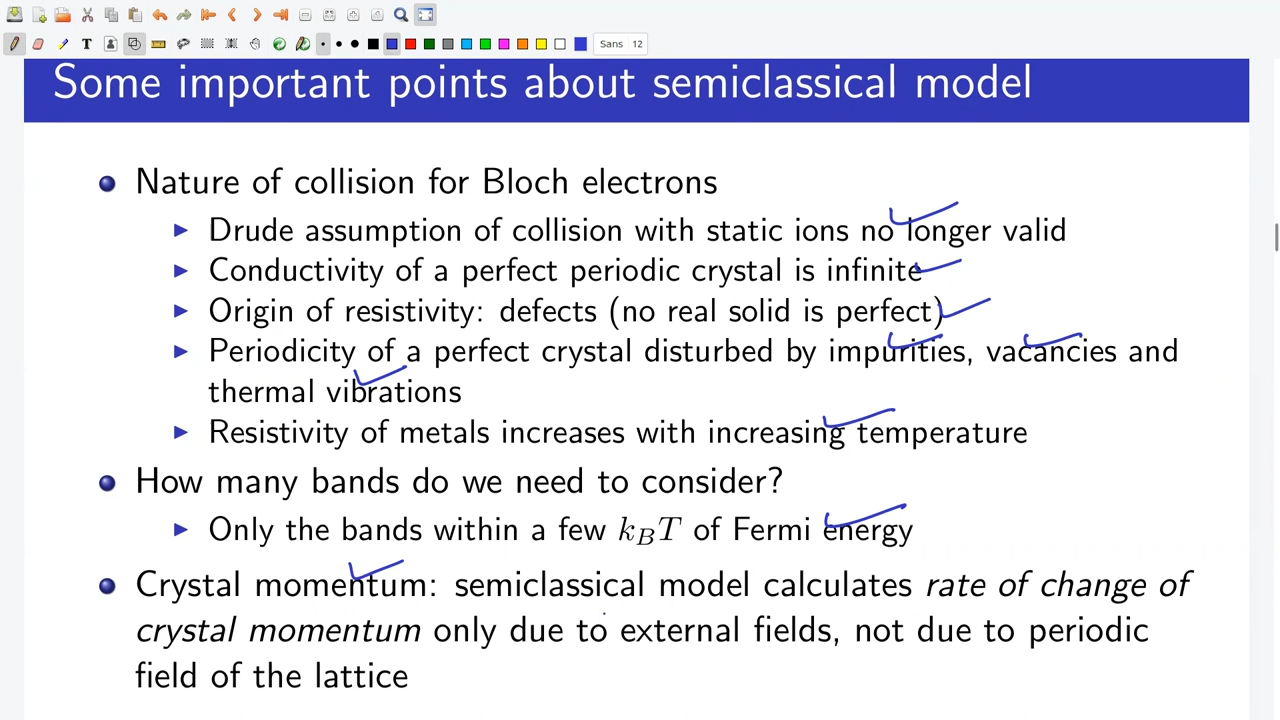 Sans 12
Some important points about semiclassical model
Nature of collision for Bloch electrons
Drude assumption of collision with static ions no longer valid
Conductivity of a perfect periodic crystal is infinite
Origin of resistivity: defects (no real solid is perfect)
Periodicity of a perfect crystal disturbed by impurities, vacancies and
thermal vibrations
Resistivity of metals increases with increasing temperature
How many bands do we need to consider?
Only the bands within a few k_BT of Fermi energy
Crystal momentum: semiclassical model calculates rate of change of
crystal momentum only due to external fields, not due to periodic
field of the lattice